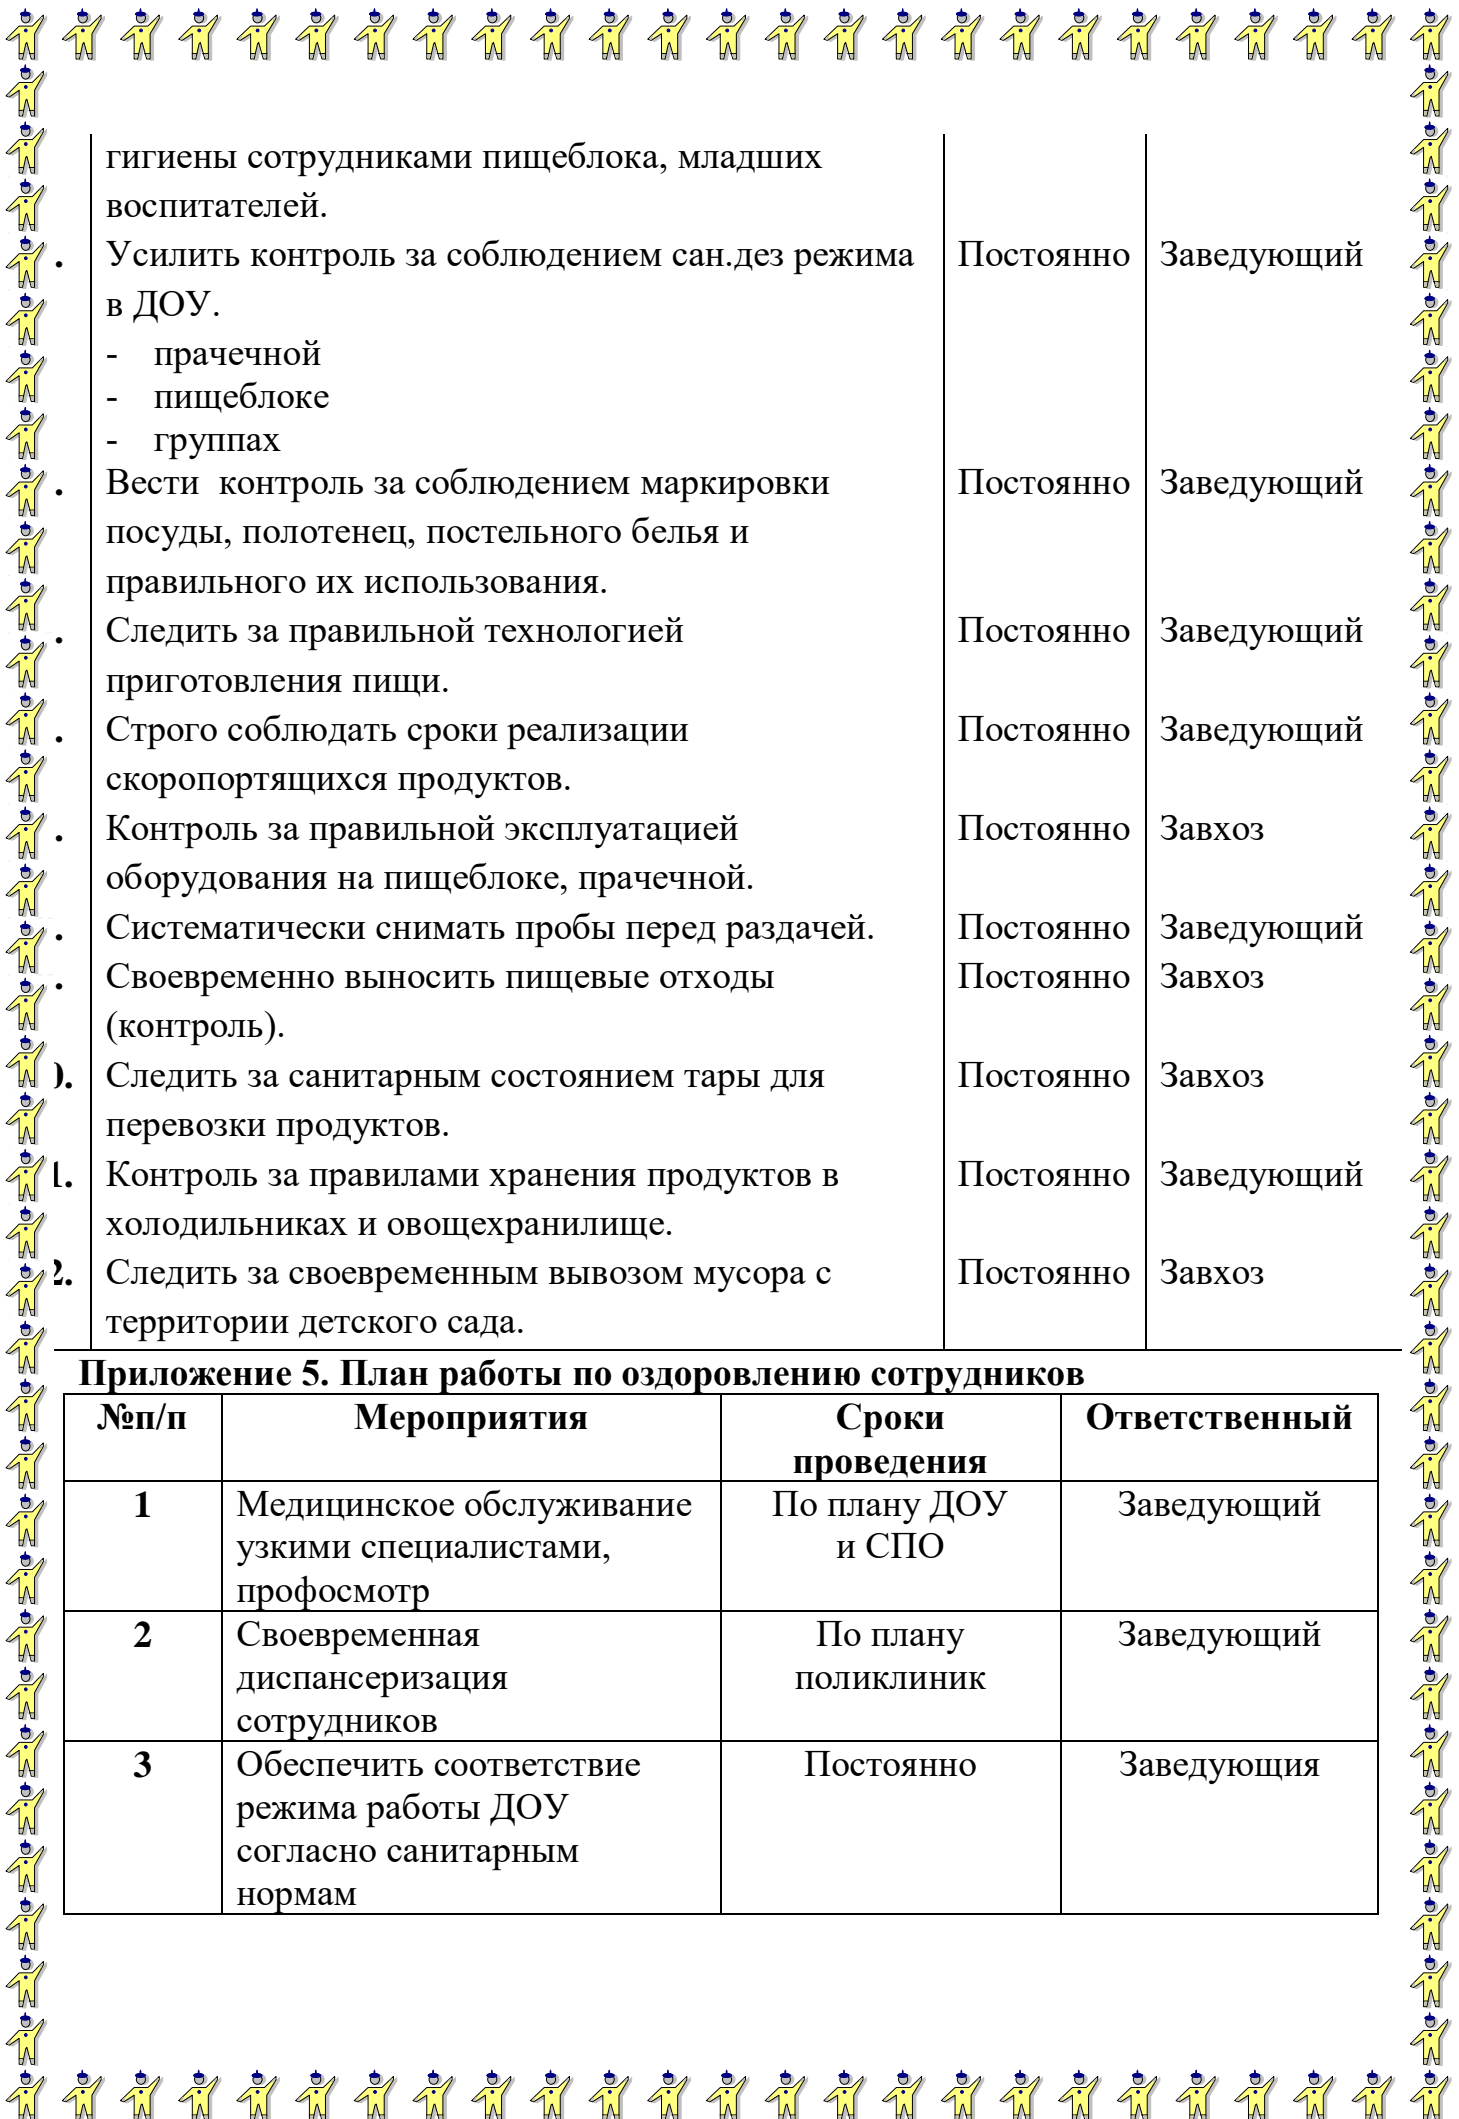 гигиены сотрудниками пищеблока, младших
воспитателей.
. Усилить контроль за соблюдением сан.дез режима Постоянно Заведующий
в ДОУ.
- прачечной
- пищеблоке
- группах
. Вести контроль за соблюдением маркировки Постоянно Заведующий
посуды, полотенец, постельного белья и
правильного их использования.
. Следить за правильной технологией Постоянно Заведующий
приготовления пищи.
. Строго соблюдать сроки реализации Постоянно Заведующий
скоропортящихся продуктов.
. Контроль за правильной эксплуатацией Постоянно Завхоз
оборудования на пищеблоке, прачечной.
. Систематически снимать пробы перед раздачей. Постоянно Заведующий
. Своевременно выносить пищевые отходы Постоянно Завхоз
(контроль).
0. Следить за санитарным состоянием тары для Постоянно Завхоз
перевозки продуктов.
1. Контроль за правилами хранения продуктов в Постоянно Заведующий
холодильниках и овощехранилище.
2. Следить за своевременным вывозом мусора с Постоянно Завхоз
территории детского сада.
Приложение 5. План работы по оздоровлению сотрудников
№п/п Мероприятия Сроки Ответственный
проведения
1 Медицинское обслуживание По плану ДОУ Заведующий
узкими специалистами, и СПО
профосмотр
2 Своевременная По плану Заведующий
диспансеризация поликлиник
сотрудников
3 Обеспечить соответствие Постоянно Заведующия
режима работы ДОУ
согласно санитарным
нормам